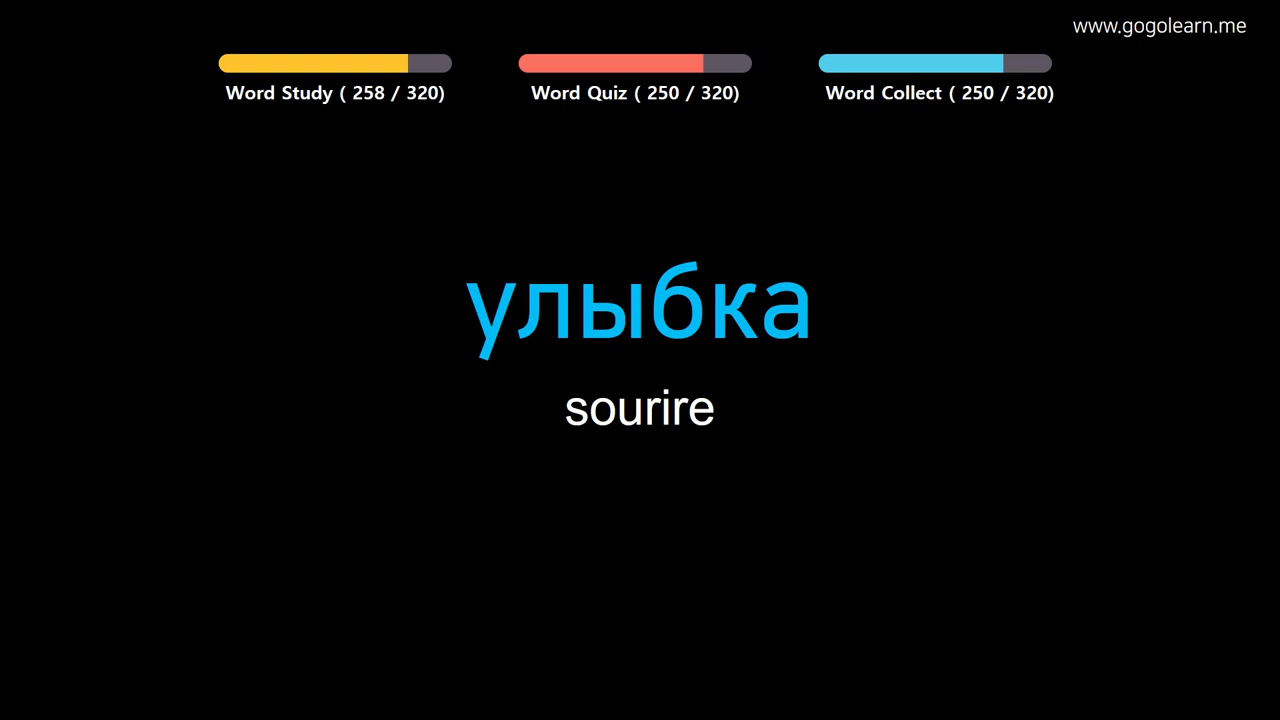 www.gogolearn.me
Word Study ( 258 / 320)
Word Quiz ( 250 / 320)
Word Collect ( 250 / 320)
улыбка
sourire